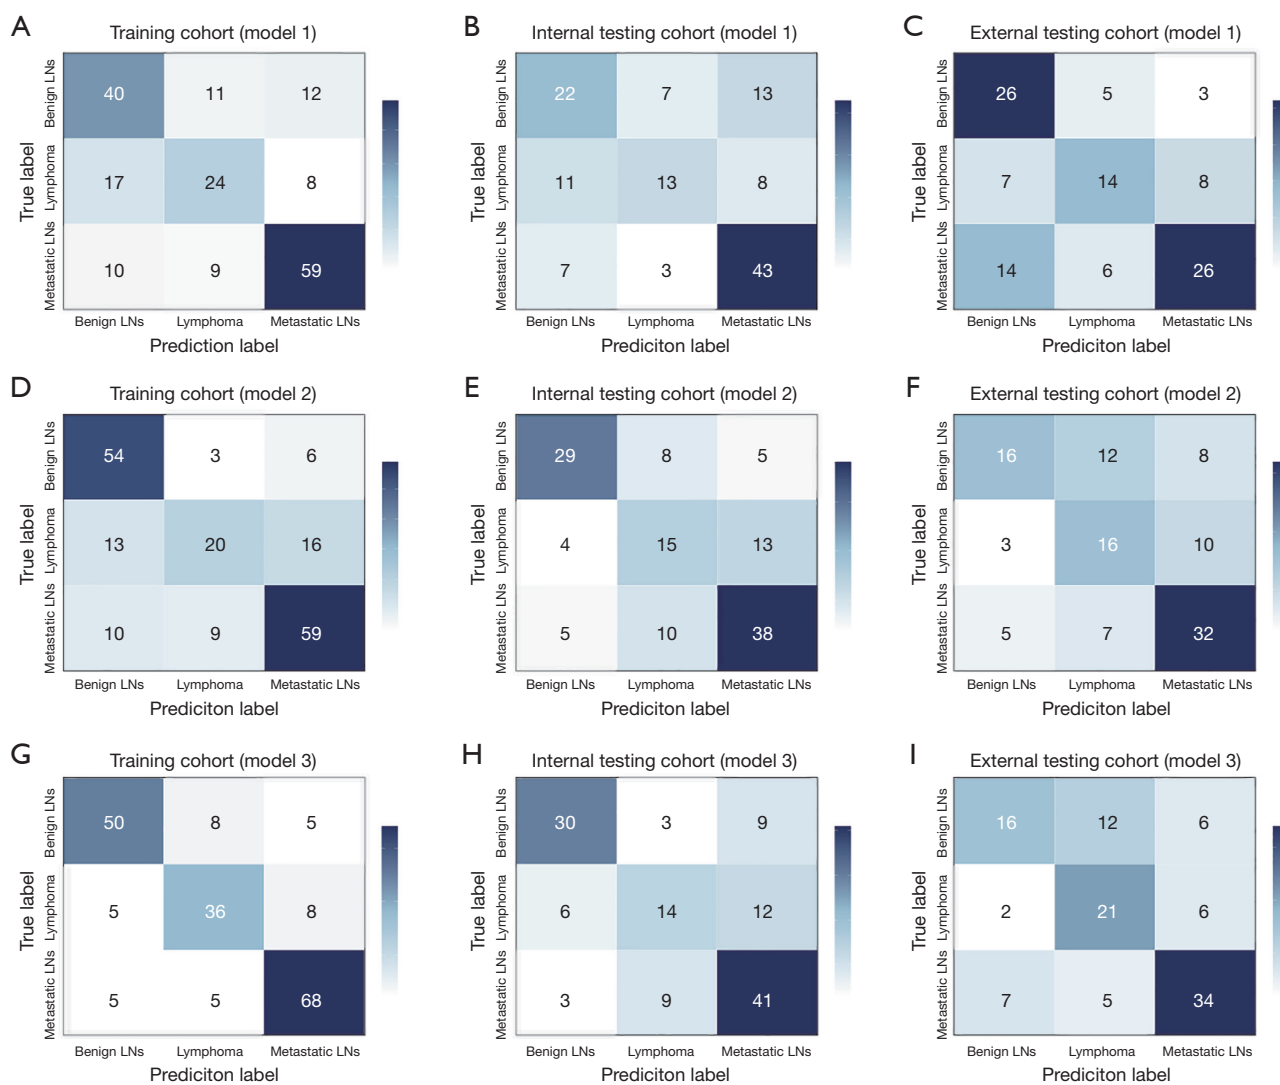 A
Training cohort (model 1)
True label
Benign LNs
40
11
12
Lymphoma
17
24
8
Metastatic LNs
10
9
59
Benign LNs
Lymphoma
Metastatic LNs
Prediction label
B
Internal testing cohort (model 1)
True label
Benign LNs
22
7
13
Lymphoma
11
13
8
Metastatic LNs
7
3
43
Benign LNs
Lymphoma
Metastatic LNs
Prediciton label
C
External testing cohort (model 1)
True label
Benign LNs
26
5
3
Lymphoma
7
14
8
Metastatic LNs
14
6
26
Benign LNs
Lymphoma
Metastatic LNs
Prediciton label
D
Training cohort (model 2)
True label
Benign LNs
54
3
6
Lymphoma
13
20
16
Metastatic LNs
10
9
59
Benign LNs
Lymphoma
Metastatic LNs
Prediciton label
E
Internal testing cohort (model 2)
True label
Benign LNs
29
8
5
Lymphoma
4
15
13
Metastatic LNs
5
10
38
Benign LNs
Lymphoma
Metastatic LNs
Prediciton label
F
External testing cohort (model 2)
True label
Benign LNs
16
12
8
Lymphoma
3
16
10
Metastatic LNs
5
7
32
Benign LNs
Lymphoma
Metastatic LNs
Prediciton label
G
Training cohort (model 3)
True label
Benign LNs
50
8
5
Lymphoma
5
36
8
Metastatic LNs
5
5
68
Benign LNs
Lymphoma
Metastatic LNs
Prediciton label
H
Internal testing cohort (model 3)
True label
Benign LNs
30
3
9
Lymphoma
6
14
12
Metastatic LNs
3
9
41
Benign LNs
Lymphoma
Metastatic LNs
Prediciton label
I
External testing cohort (model 3)
True label
Benign LNs
16
12
6
Lymphoma
2
21
6
Metastatic LNs
7
5
34
Benign LNs
Lymphoma
Metastatic LNs
Prediciton label